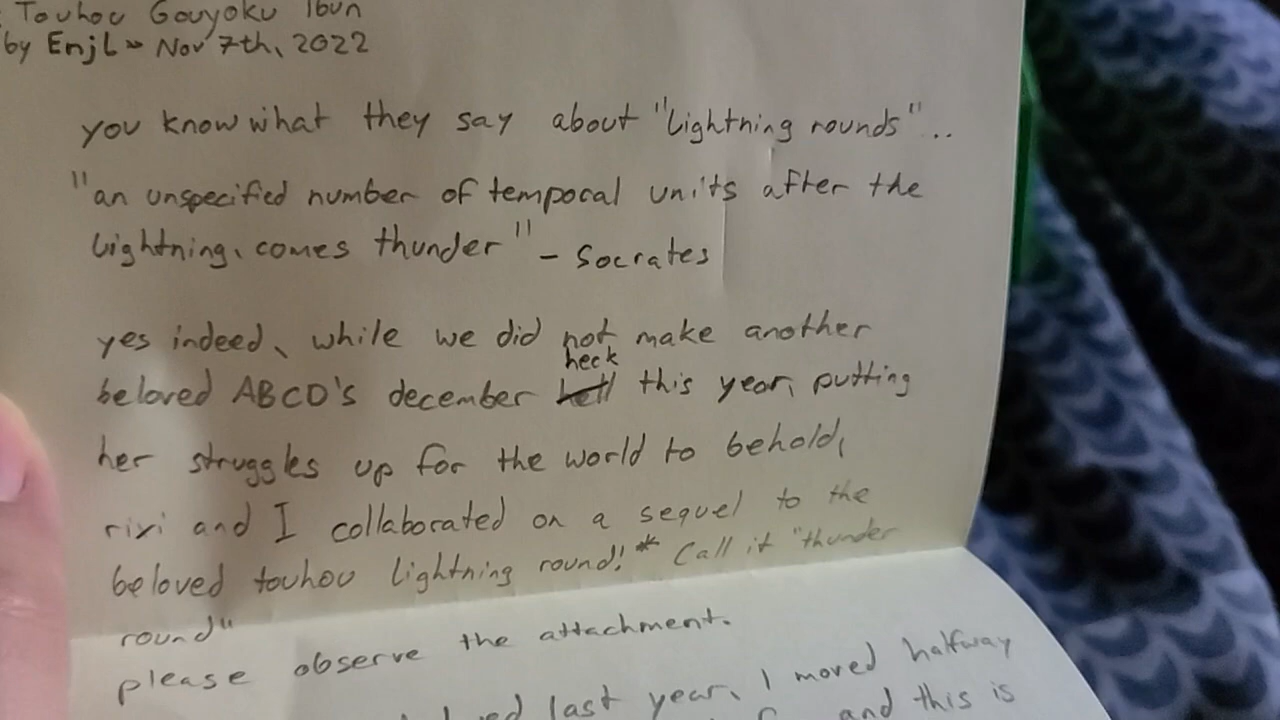 Touhou Gouyoku Ibun
by EnjL » Nov 7th, 2022
you know what they say about "lightning rounds"..
"an unspecified number of temporal units after the
lightning, comes thunder" - Socrates
yes indeed, while we did not make another
heck
beloved ABCD's december hell this year, putting
her struggles up for the world to behold,
rixi and I collaborated on a sequel to the
beloved touhou lightning round!* Call it "thunder
round"
please observe the attachment.
last year, I moved halfway
and this is